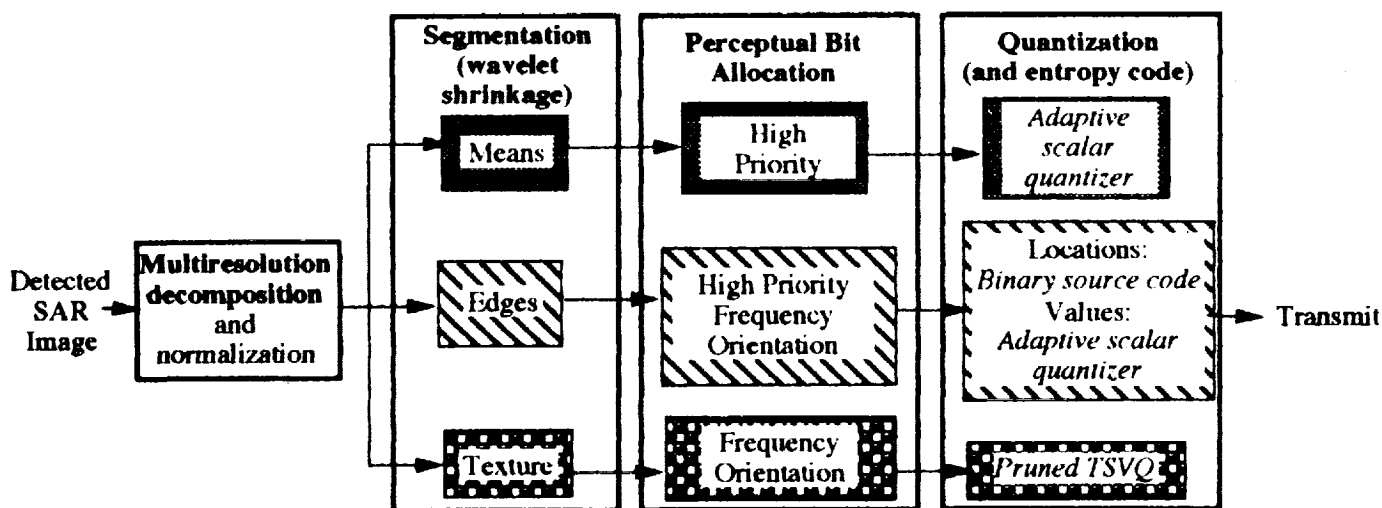 Detected
SAR
Image
Multiresolution
decomposition
and
normalization
Segmentation
(wavelet
shrinkage)
Means
Edges
Texture
Perceptual Bit
Allocation
High
Priority
High Priority
Frequency
Orientation
Frequency
Orientation
Quantization
(and entropy code)
Adaptive
scalar
quantizer
Locations:
Binary source code
Values:
Adaptive scalar
quantizer
Pruned TSVQ
Transmit